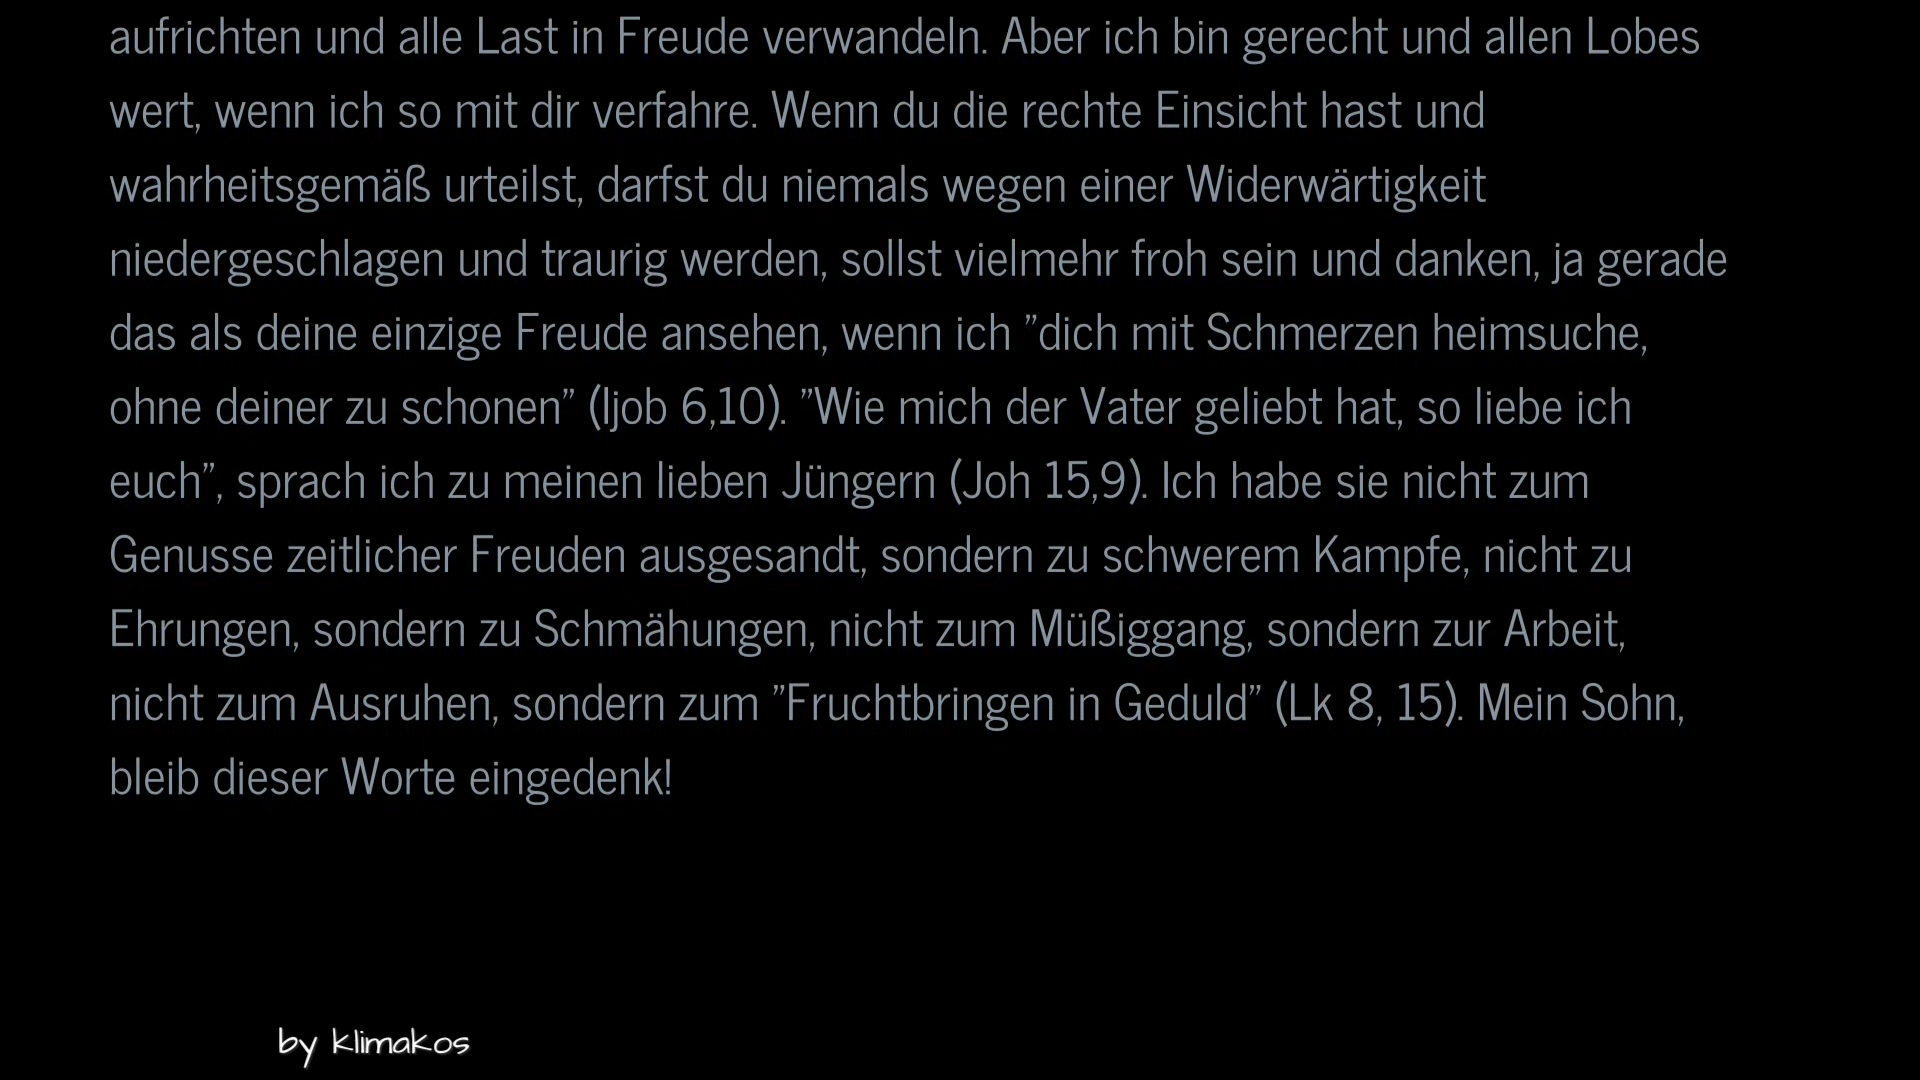 aufrichten und alle Last in Freude verwandeln. Aber ich bin gerecht und allen Lobes
wert, wenn ich so mit dir verfahre. Wenn du die rechte Einsicht hast und
wahrheitsgemäß urteilst, darfst du niemals wegen einer Widerwärtigkeit
niedergeschlagen und traurig werden, sollst vielmehr froh sein und danken, ja gerade
das als deine einzige Freude ansehen, wenn ich "dich mit Schmerzen heimsuche,
ohne deiner zu schonen" (Ijob 6,10). "Wie mich der Vater geliebt hat, so liebe ich
euch", sprach ich zu meinen lieben Jüngern (Joh 15,9). Ich habe sie nicht zum
Genusse zeitlicher Freuden ausgesandt, sondern zu schwerem Kampfe, nicht zu
Ehrungen, sondern zu Schmähungen, nicht zum Müßiggang, sondern zur Arbeit,
nicht zum Ausruhen, sondern zum "Fruchtbringen in Geduld" (Lk 8, 15). Mein Sohn,
bleib dieser Worte eingedenk!
by klimakos